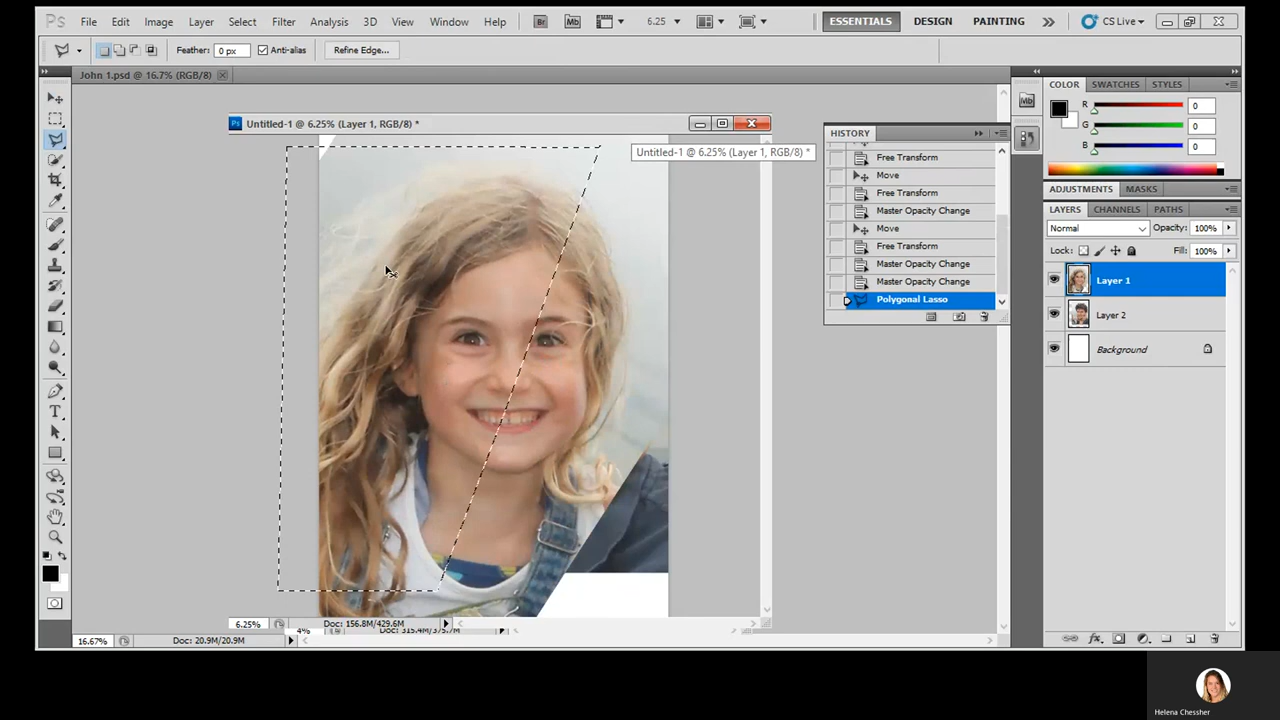 Ps File Edit Image Layer Select Filter Analysis 3D View Window Help Br Mb 6.25 ESSENTIALS DESIGN PAINTING CS Live
Feather: 0 px Anti-alias Refine Edge...
John 1.psd @ 16.7% (RGB/8)
Untitled-1 @ 6.25% (Layer 1, RGB/8) *
Untitled-1 @ 6.25% (Layer 1, RGB/8) *
6.25% Doc: 156.8M/429.6M
16.67% Doc: 20.9M/20.9M
HISTORY
Free Transform
Move
Free Transform
Master Opacity Change
Move
Free Transform
Master Opacity Change
Master Opacity Change
Polygonal Lasso
Mb
COLOR SWATCHES STYLES
R 0
G 0
B 0
ADJUSTMENTS MASKS
LAYERS CHANNELS PATHS
Normal Opacity: 100%
Lock: Fill: 100%
Layer 1
Layer 2
Background
Helena Chessher